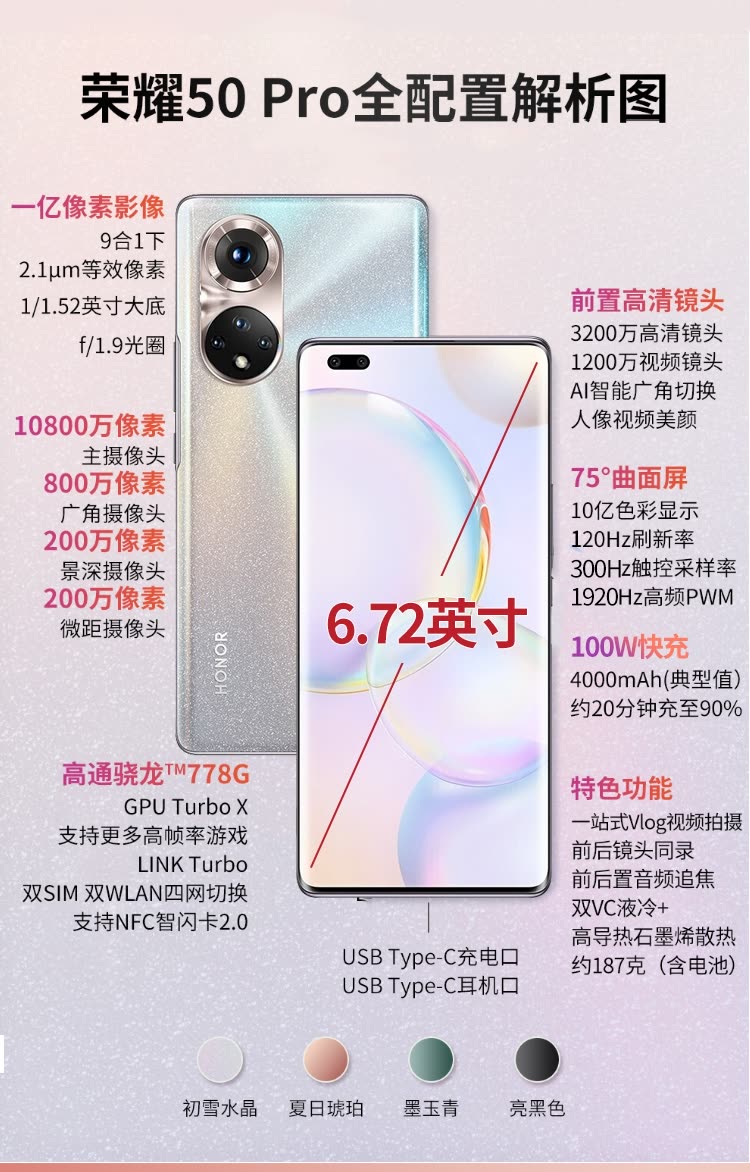 荣耀50 Pro全配置解析图
一亿像素影像
9合1下
2.1μm等效像素
1/1.52英寸大底
f/1.9光圈
10800万像素
主摄像头
800万像素
广角摄像头
200万像素
景深摄像头
200万像素
微距摄像头
HONOR
6.72英寸
前置高清镜头
3200万高清镜头
1200万视频镜头
AI智能广角切换
人像视频美颜
75°曲面屏
10亿色彩显示
120Hz刷新率
300Hz触控采样率
1920Hz高频PWM
100W快充
4000mAh(典型值）
约20分钟充至90%
高通骁龙™778G
GPU Turbo X
支持更多高帧率游戏
LINK Turbo
双SIM 双WLAN四网切换
支持NFC智闪卡2.0
特色功能
一站式Vlog视频拍摄
前后镜头同录
前后置音频追焦
双VC液冷+
高导热石墨烯散热
约187克（含电池）
USB Type-C充电口
USB Type-C耳机口
初雪水晶
夏日琥珀
墨玉青
亮黑色